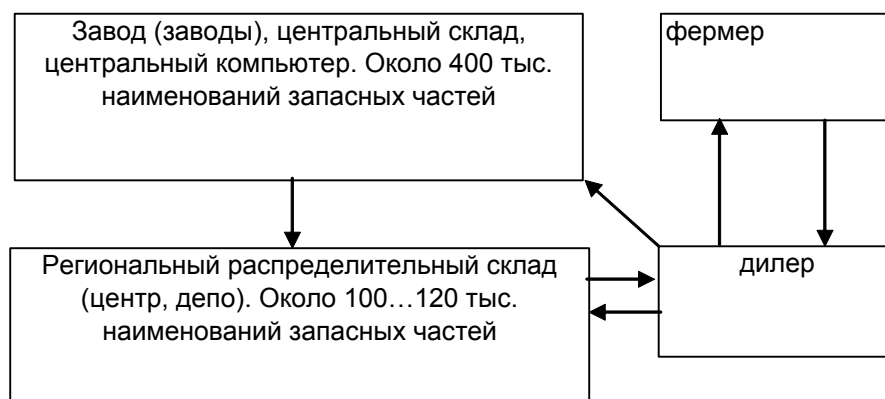 Завод (заводы), центральный склад,
центральный компьютер. Около 400 тыс.
наименований запасных частей
фермер
Региональный распределительный склад
(центр, депо). Около 100…120 тыс.
наименований запасных частей
дилер